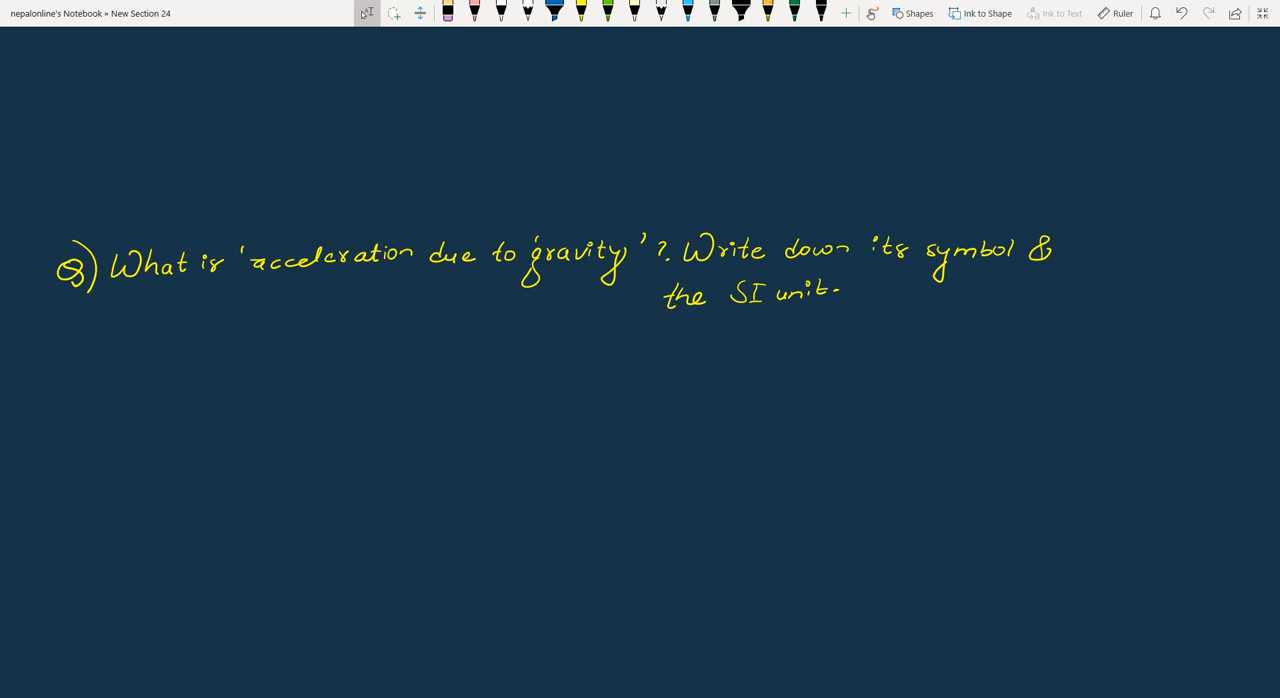 nepalonline's Notebook » New Section 24
Shapes Ink to Shape Ink to Text Ruler
Q) What is 'acceleration due to 'gravity' ?. Write down its symbol &
the SI unit.